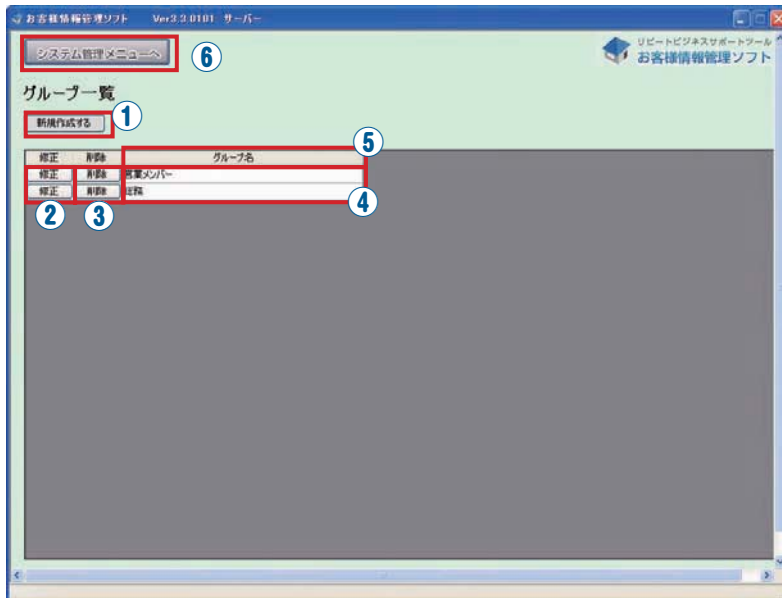 お客様情報管理ソフト Ver3.3.0101 サーバー
システム管理メニューへ
⑥
リピートビジネスサポートツール
お客様情報管理ソフト
グループ一覧
新規作成する
①
⑤
修正 削除 グループ名
修正 削除 営業メンバー
修正 削除 総務
② ③ ④